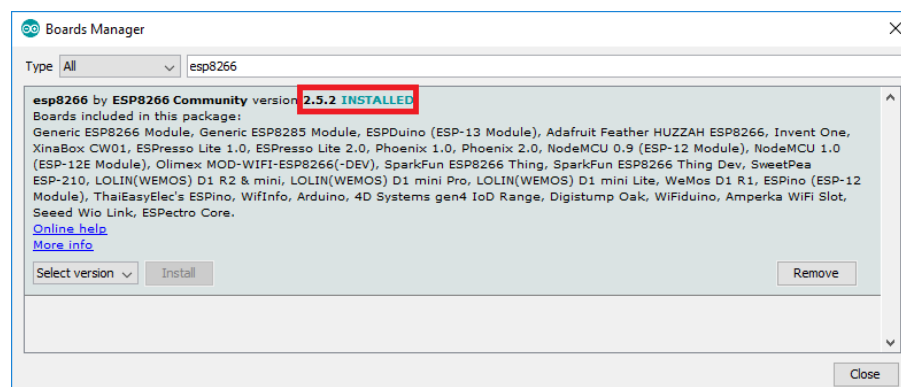 Boards Manager
Type All esp8266
esp8266 by ESP8266 Community version 2.5.2 INSTALLED
Boards included in this package:
Generic ESP8266 Module, Generic ESP8285 Module, ESPDuino (ESP-13 Module), Adafruit Feather HUZZAH ESP8266, Invent One,
XinaBox CW01, ESPresso Lite 1.0, ESPresso Lite 2.0, Phoenix 1.0, Phoenix 2.0, NodeMCU 0.9 (ESP-12 Module), NodeMCU 1.0
(ESP-12E Module), Olimex MOD-WIFI-ESP8266(-DEV), SparkFun ESP8266 Thing, SparkFun ESP8266 Thing Dev, SweetPea
ESP-210, LOLIN(WEMOS) D1 R2 & mini, LOLIN(WEMOS) D1 mini Pro, LOLIN(WEMOS) D1 mini Lite, WeMos D1 R1, ESPino (ESP-12
Module), ThaiEasyElec's ESPino, WifInfo, Arduino, 4D Systems gen4 IoD Range, Digistump Oak, WiFiduino, Amperka WiFi Slot,
Seeed Wio Link, ESPectro Core.
Online help
More info
Select version Install Remove
Close